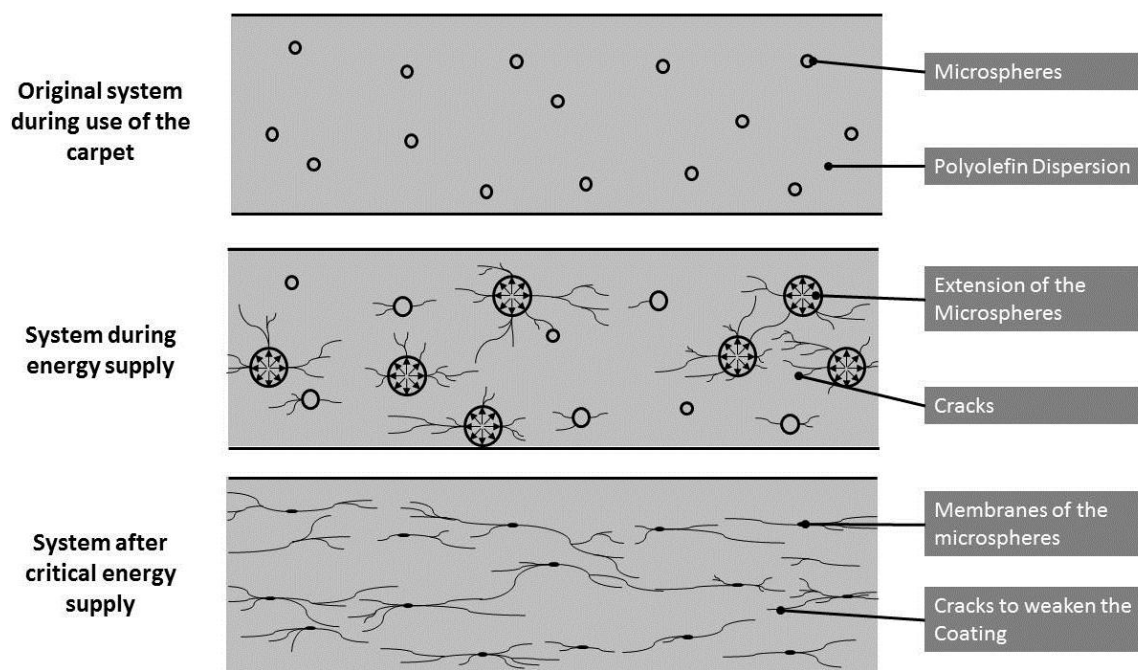 Original system
during use of the
carpet
Microspheres
Polyolefin Dispersion
System during
energy supply
Extension of the
Microspheres
Cracks
System after
critical energy
supply
Membranes of the
microspheres
Cracks to weaken the
Coating